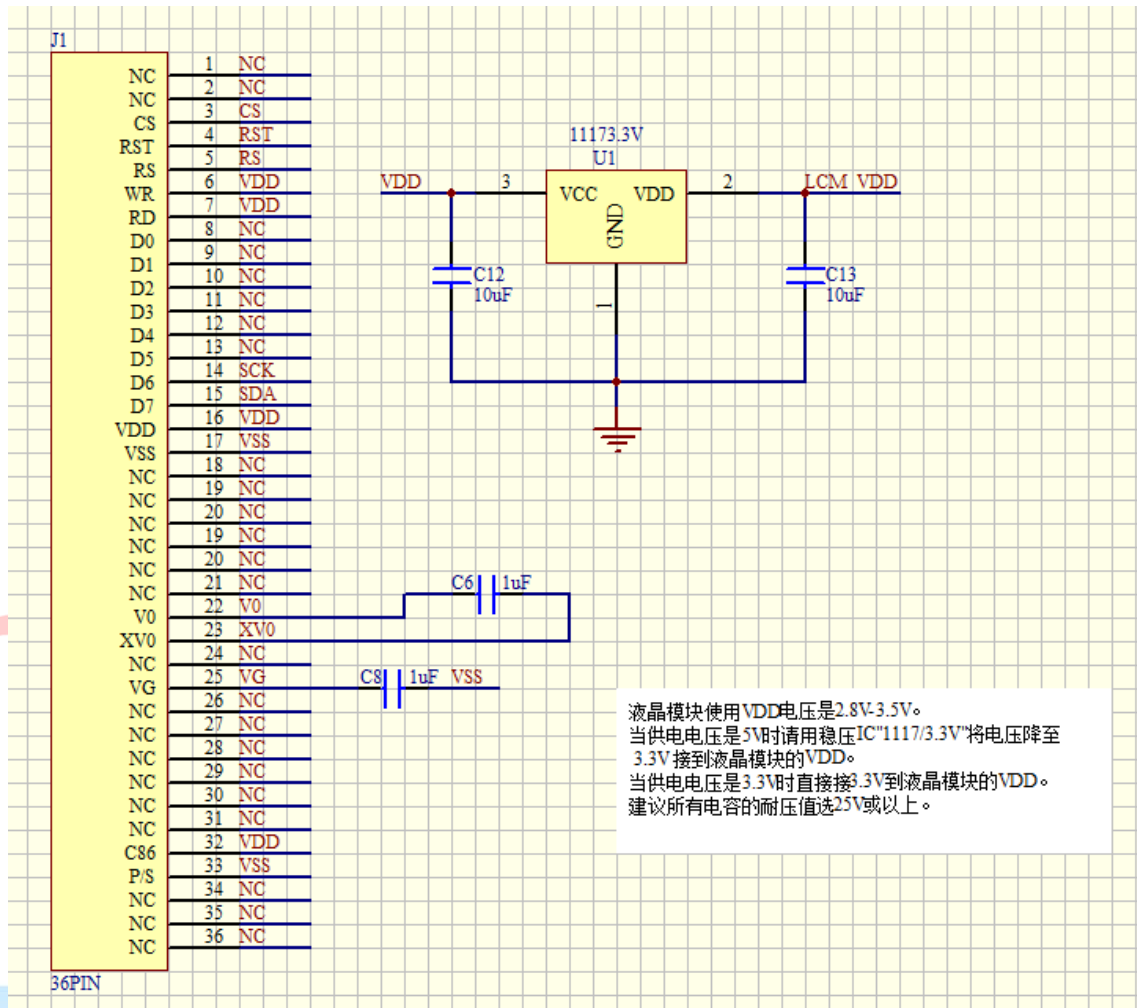 J1
NC 1 NC
NC 2 NC
CS 3 CS
RST 4 RST
RS 5 RS
WR 6 VDD
RD 7 VDD
D0 8 NC
D1 9 NC
D2 10 NC
D3 11 NC
D4 12 NC
D5 13 NC
D6 14 SCK
D7 15 SDA
VDD 16 VDD
VSS 17 VSS
NC 18 NC
NC 19 NC
NC 20 NC
NC 19 NC
NC 20 NC
NC 21 NC
V0 22 V0
XV0 23 XV0
NC 24 NC
VG 25 VG
NC 26 NC
NC 27 NC
NC 28 NC
NC 29 NC
NC 30 NC
NC 31 NC
C86 32 VDD
P/S 33 VSS
NC 34 NC
NC 35 NC
NC 36 NC
36PIN
11173.3V
U1
VDD 3 VCC VDD 2 LCM VDD
GND
1
C12
10uF
C13
10uF
C6 1uF
C8 1uF VSS
液晶模块使用VDD电压是2.8V-3.5V。
当供电电压是5V时请用稳压IC"1117/3.3V"将电压降至
3.3V接到液晶模块的VDD。
当供电电压是3.3V时直接接3.3V到液晶模块的VDD。
建议所有电容的耐压值选25V或以上。